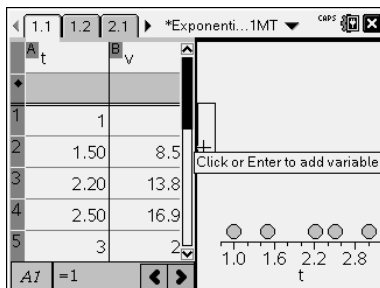 1.1 1.2 2.1 *Exponenti...1MT CAPS
A t B v
1 1
2 1.50 8.5
3 2.20 13.8
4 2.50 16.9
5 3 2
A1 =1
Click or Enter to add variable
1.0 1.6 2.2 2.8
t